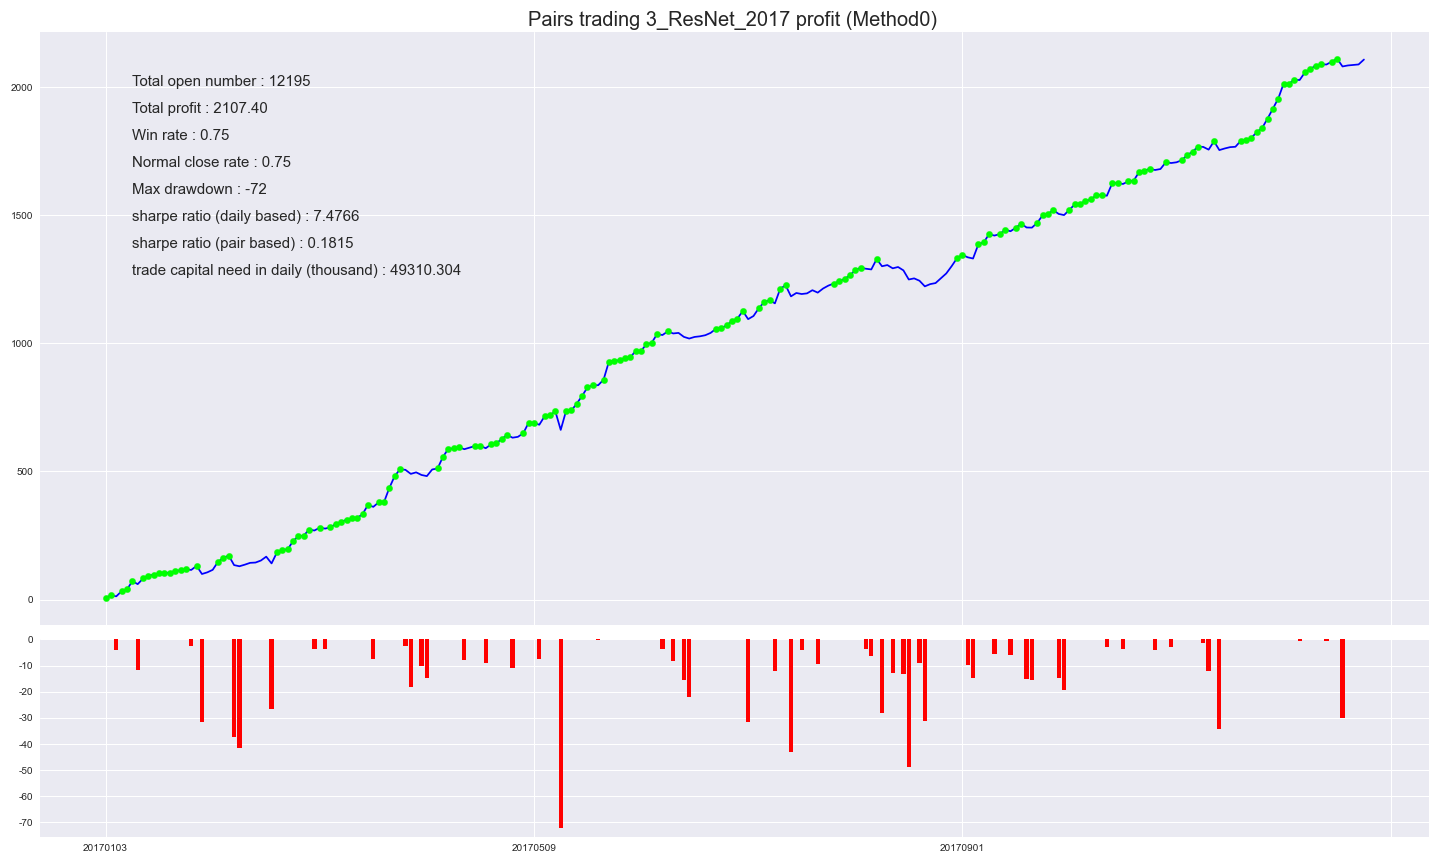 Pairs trading 3_ResNet_2017 profit (Method0)
Total open number : 12195
Total profit : 2107.40
Win rate : 0.75
Normal close rate : 0.75
Max drawdown : -72
sharpe ratio (daily based) : 7.4766
sharpe ratio (pair based) : 0.1815
trade capital need in daily (thousand) : 49310.304
2000
1500
1000
500
0
0
-10
-20
-30
-40
-50
-60
-70
20170103
20170509
20170901